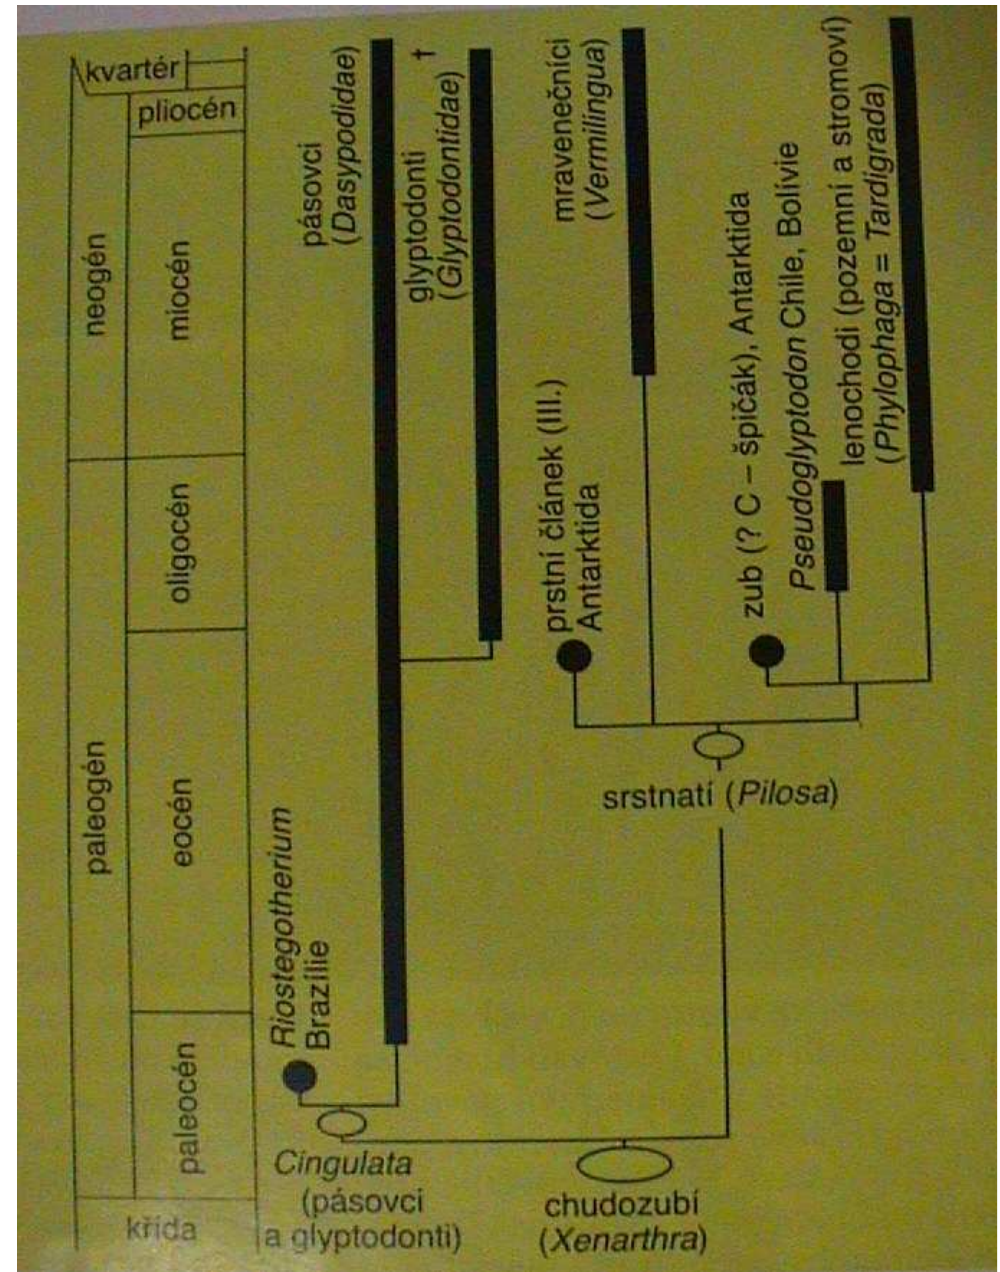 kvartér
pliocén
neogén
miocén
oligocén
paleogén
eocén
paleocén
křída
pásovci
(Dasypodidae)
glyptodonti †
(Glyptodontidae)
mravenečníci
(Vermilingua)
prstní článek (III.)
Antarktida
zub (? C – špičák), Antarktida
Pseudoglyptodon Chile, Bolívie
lenochodi (pozemní a stromoví)
(Phylophaga = Tardigrada)
Riostegotherium
Brazílie
srstnatí (Pilosa)
Cingulata
(pásovci
a glyptodonti)
chudozubí
(Xenarthra)